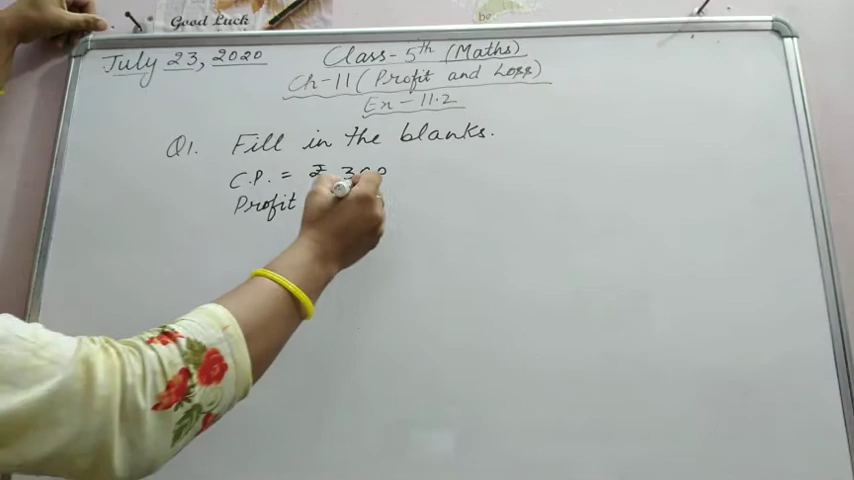 Good Luck
be
July 23, 2020
Class- 5th (Maths)
Ch-11 (Profit and Loss)
Ex - 11.2
Q1. Fill in the blanks.
C.P. = ₹ 300
Profit